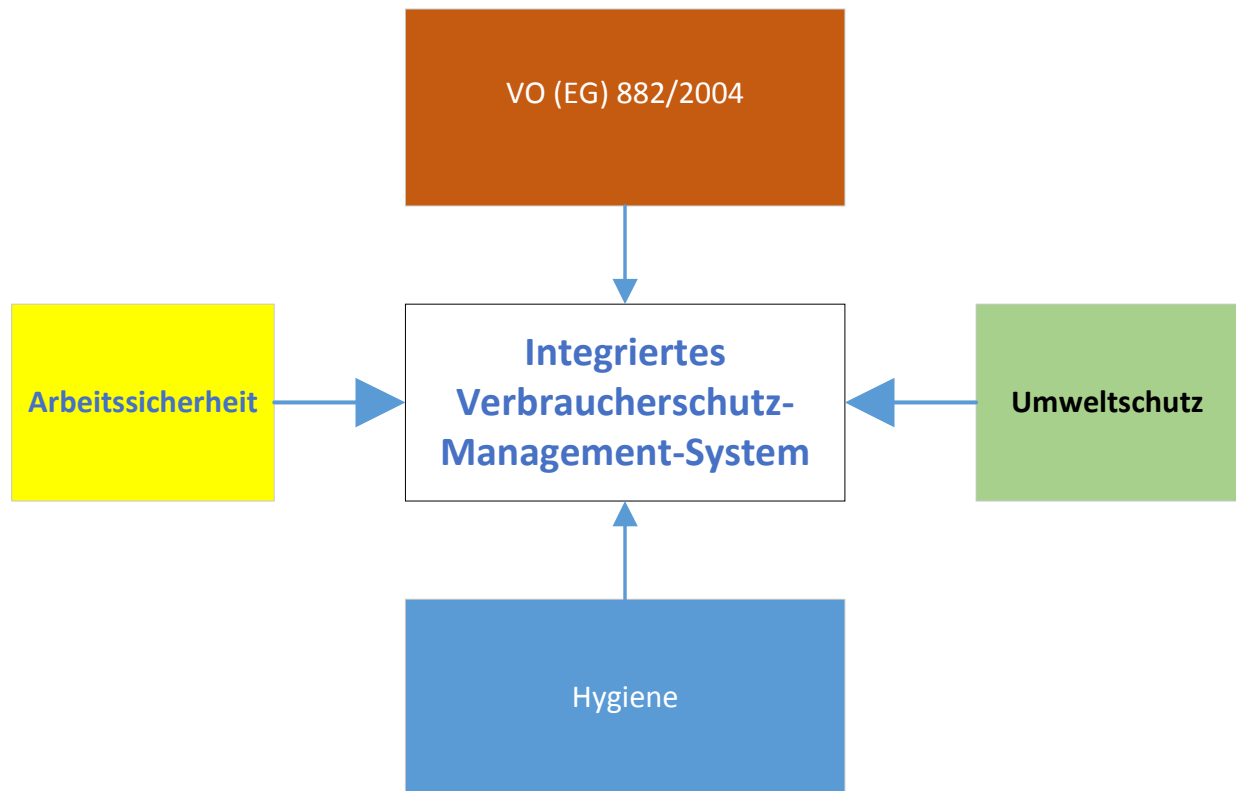 VO (EG) 882/2004
Arbeitssicherheit
Integriertes
Verbraucherschutz-
Management-System
Umweltschutz
Hygiene